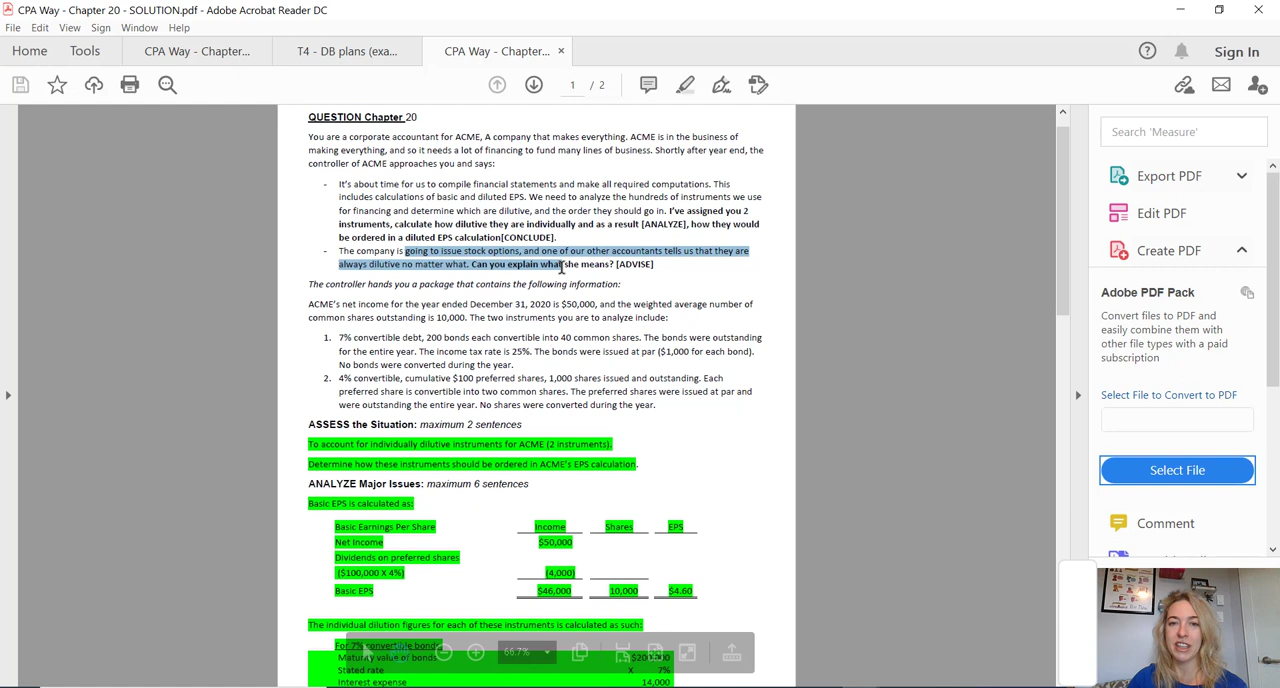 CPA Way - Chapter 20 - SOLUTION.pdf - Adobe Acrobat Reader DC
File Edit View Sign Window Help
Home Tools CPA Way - Chapter... T4 - DB plans (exa... CPA Way - Chapter... × Sign In
1 / 2
QUESTION Chapter 20
You are a corporate accountant for ACME, A company that makes everything. ACME is in the business of
making everything, and so it needs a lot of financing to fund many lines of business. Shortly after year end, the
controller of ACME approaches you and says:
- It's about time for us to compile financial statements and make all required computations. This
includes calculations of basic and diluted EPS. We need to analyze the hundreds of instruments we use
for financing and determine which are dilutive, and the order they should go in. I've assigned you 2
instruments, calculate how dilutive they are individually and as a result [ANALYZE], how they would
be ordered in a diluted EPS calculation[CONCLUDE].
- The company is going to issue stock options, and one of our other accountants tells us that they are
always dilutive no matter what. Can you explain what she means? [ADVISE]
The controller hands you a package that contains the following information:
ACME's net income for the year ended December 31, 2020 is $50,000, and the weighted average number of
common shares outstanding is 10,000. The two instruments you are to analyze include:
1. 7% convertible debt, 200 bonds each convertible into 40 common shares. The bonds were outstanding
for the entire year. The income tax rate is 25%. The bonds were issued at par ($1,000 for each bond).
No bonds were converted during the year.
2. 4% convertible, cumulative $100 preferred shares, 1,000 shares issued and outstanding. Each
preferred share is convertible into two common shares. The preferred shares were issued at par and
were outstanding the entire year. No shares were converted during the year.
ASSESS the Situation: maximum 2 sentences
To account for individually dilutive instruments for ACME (2 instruments).
Determine how these instruments should be ordered in ACME's EPS calculation.
ANALYZE Major Issues: maximum 6 sentences
Basic EPS is calculated as:
Basic Earnings Per Share Income Shares EPS
Net Income $50,000
Dividends on preferred shares
($100,000 X 4%) (4,000)
Basic EPS $46,000 10,000 $4.60
The individual dilution figures for each of these instruments is calculated as such:
For 7% convertible bonds
Maturity value of bonds $200,000
Stated rate X 7%
Interest expense 14,000
66.7%
Search 'Measure'
Export PDF
Edit PDF
Create PDF
Adobe PDF Pack
Convert files to PDF and
easily combine them with
other file types with a paid
subscription
Select File to Convert to PDF
Select File
Comment